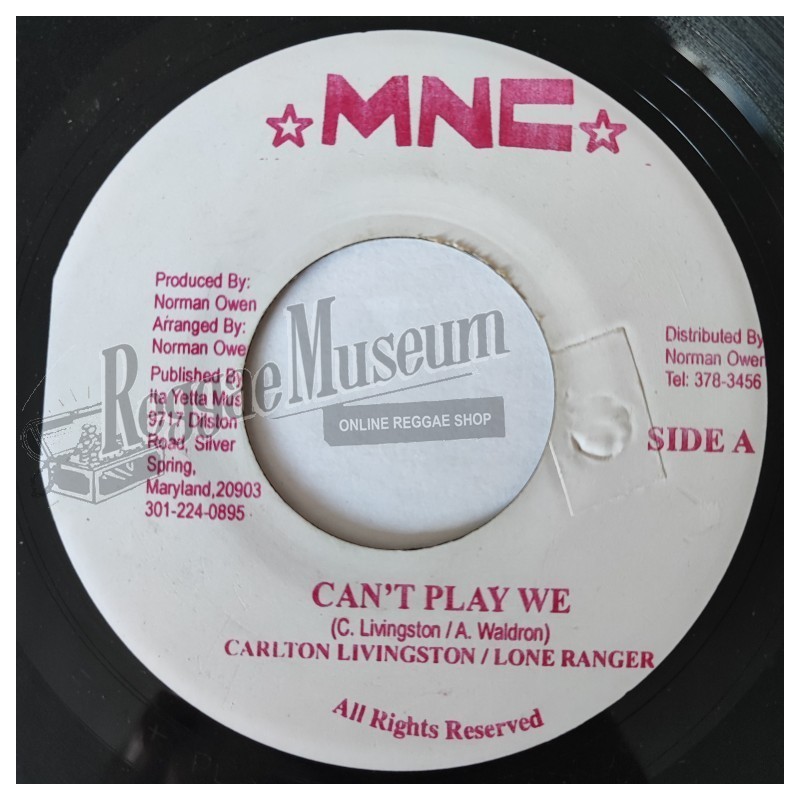 MNC
Produced By:
Norman Owen
Arranged By:
Norman Owe
Published B
Ita Yetta Mus
9717 Dilston
Road, Silver
Spring,
Maryland,20903
301-224-0895
Reggae Museum
ONLINE REGGAE SHOP
Distributed By
Norman Owen
Tel: 378-3456
SIDE A
CAN'T PLAY WE
(C. Livingston / A. Waldron)
CARLTON LIVINGSTON / LONE RANGER
All Rights Reserved